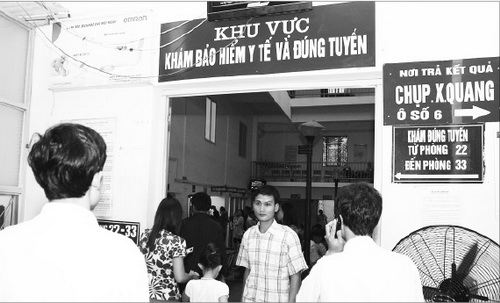 KHU VỰC
KHÁM BẢO HIỂM Y TẾ VÀ ĐÚNG TUYẾN
NƠI TRẢ KẾT QUẢ
CHỤP X.QUANG
Ô SỐ 6
KHÁM ĐÚNG TUYẾN
TỪ PHÒNG 22
ĐẾN PHÒNG 33
22-33
OMRON